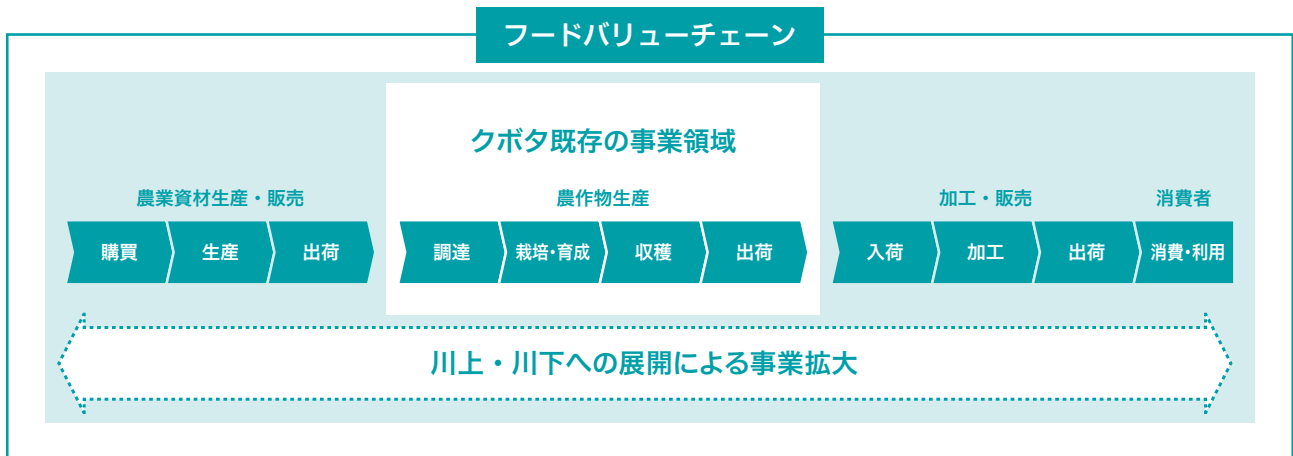 フードバリューチェーン
クボタ既存の事業領域
農業資材生産・販売
農作物生産
加工・販売
消費者
購買
生産
出荷
調達
栽培・育成
収穫
出荷
入荷
加工
出荷
消費・利用
川上・川下への展開による事業拡大